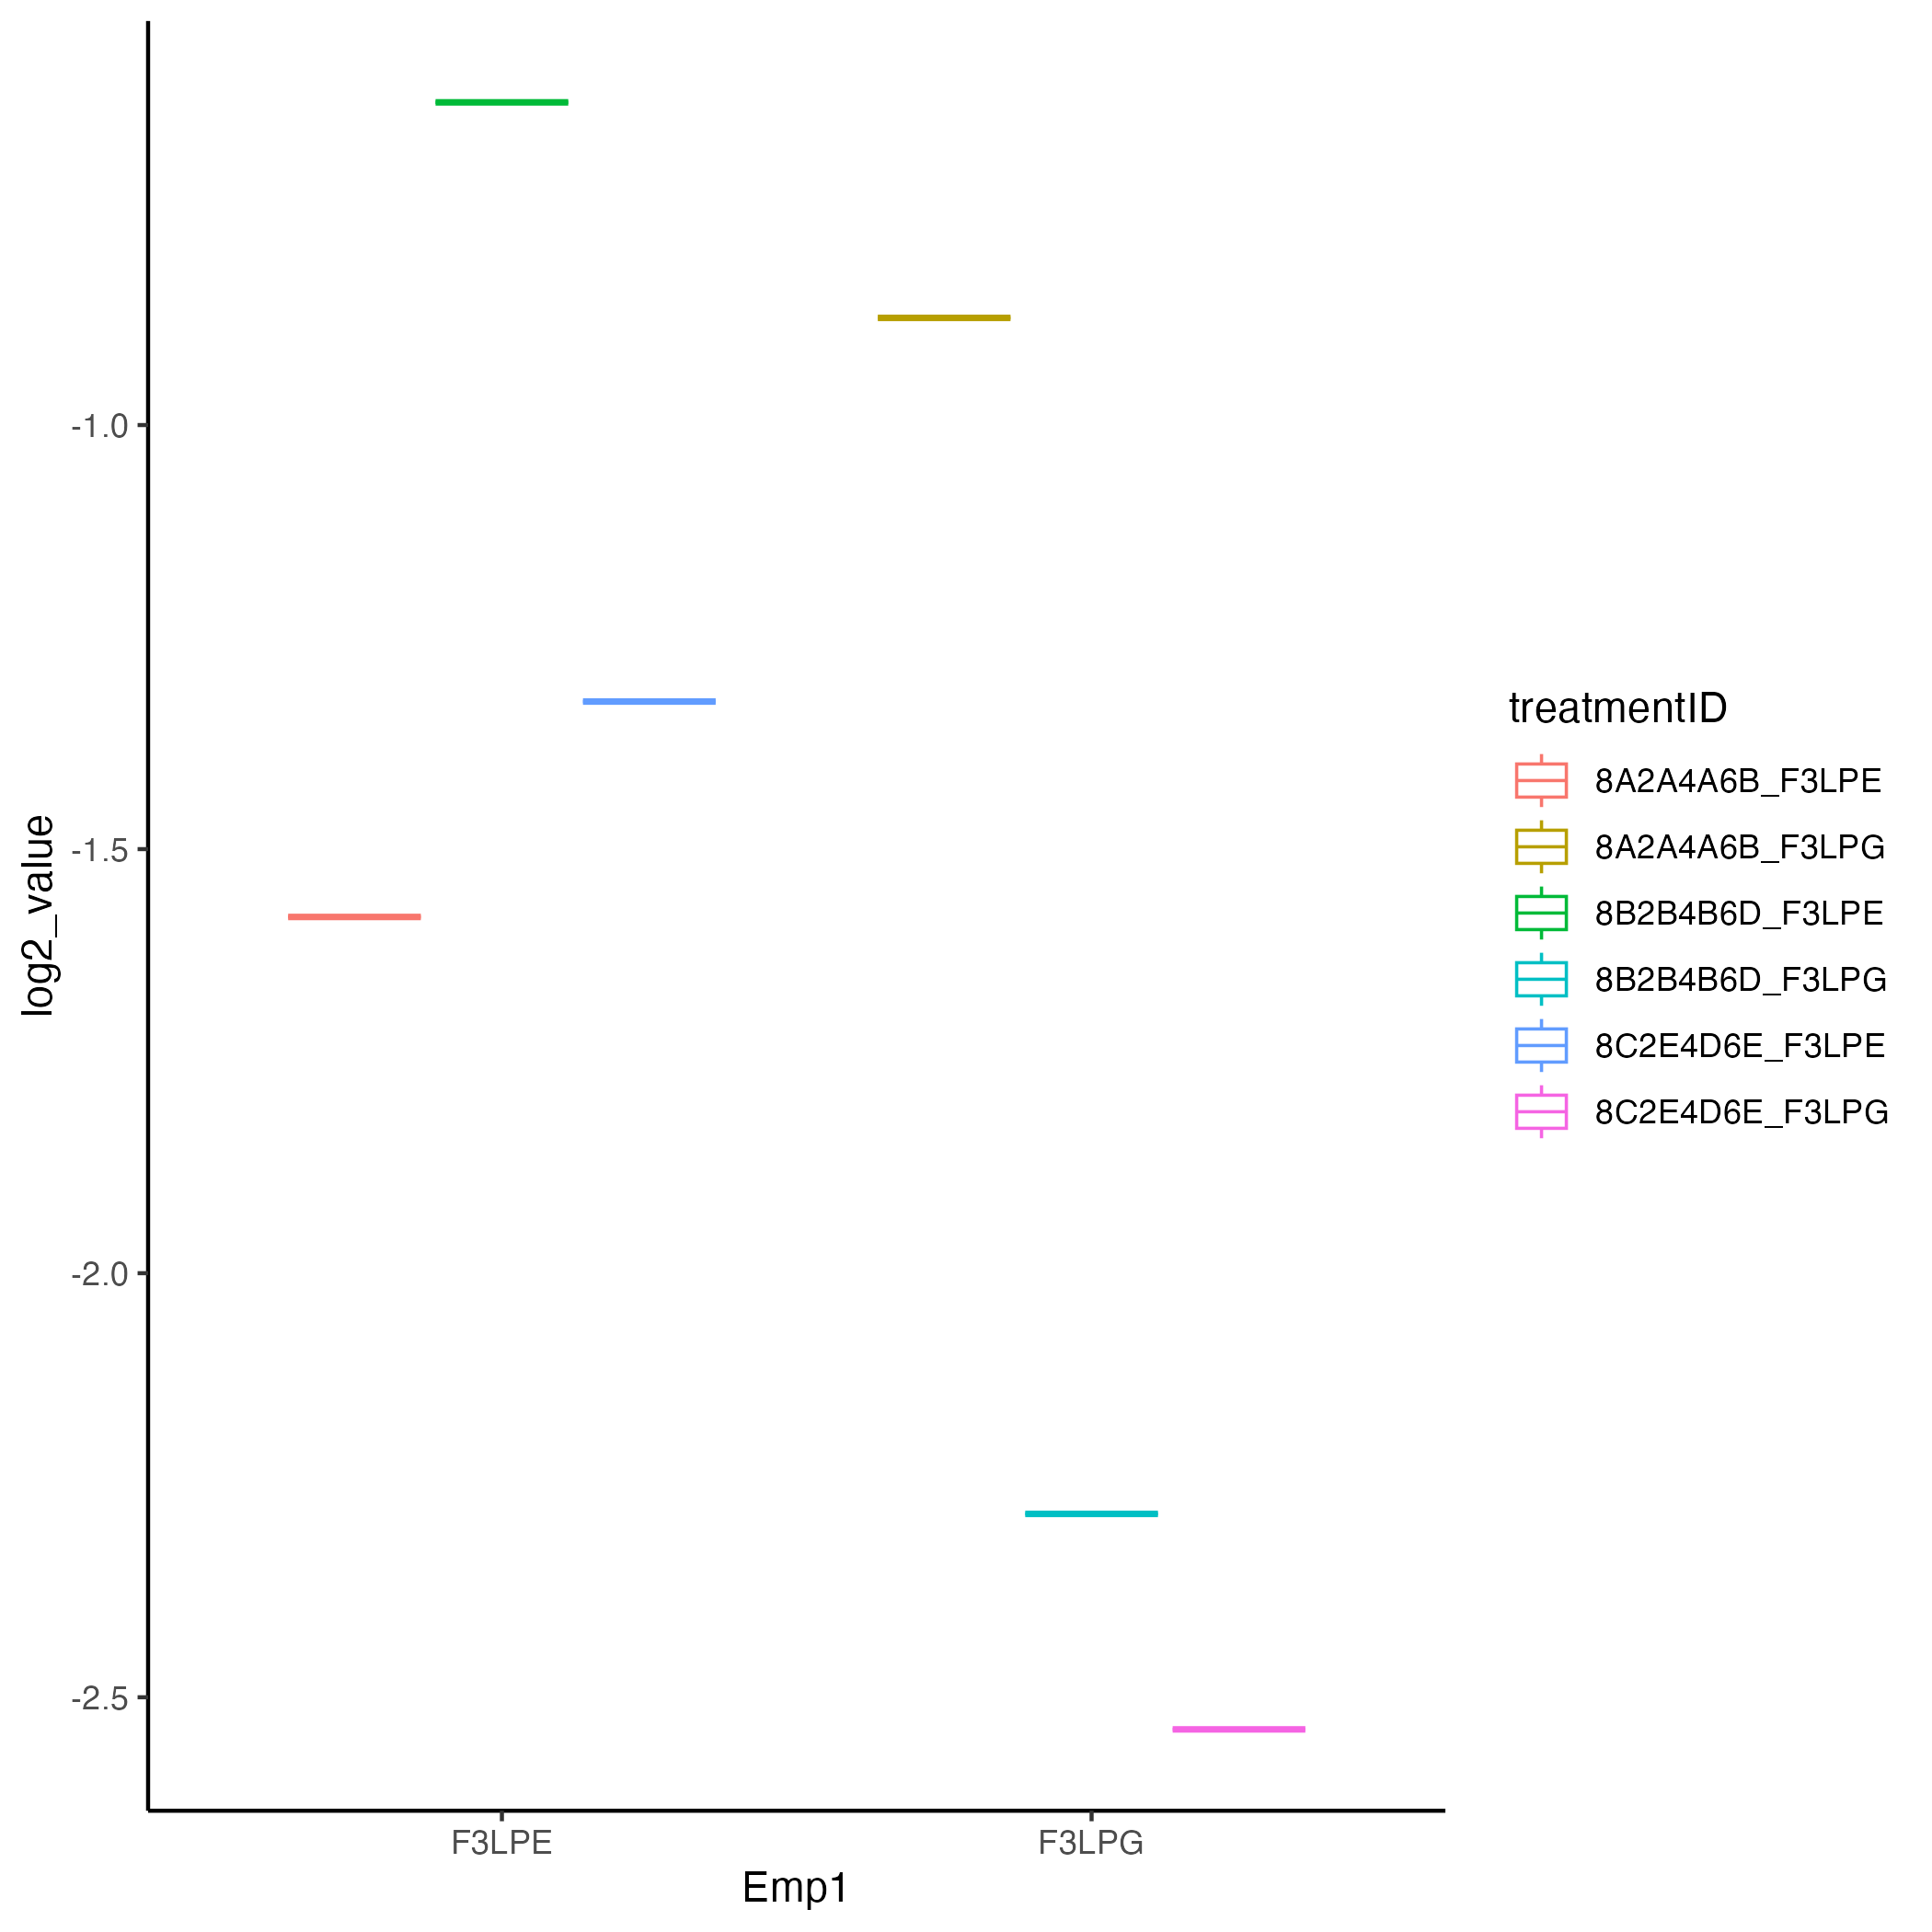 -1.0
-1.5
-2.0
-2.5
log2_value
F3LPE
F3LPG
Emp1
treatmentID
8A2A4A6B_F3LPE
8A2A4A6B_F3LPG
8B2B4B6D_F3LPE
8B2B4B6D_F3LPG
8C2E4D6E_F3LPE
8C2E4D6E_F3LPG